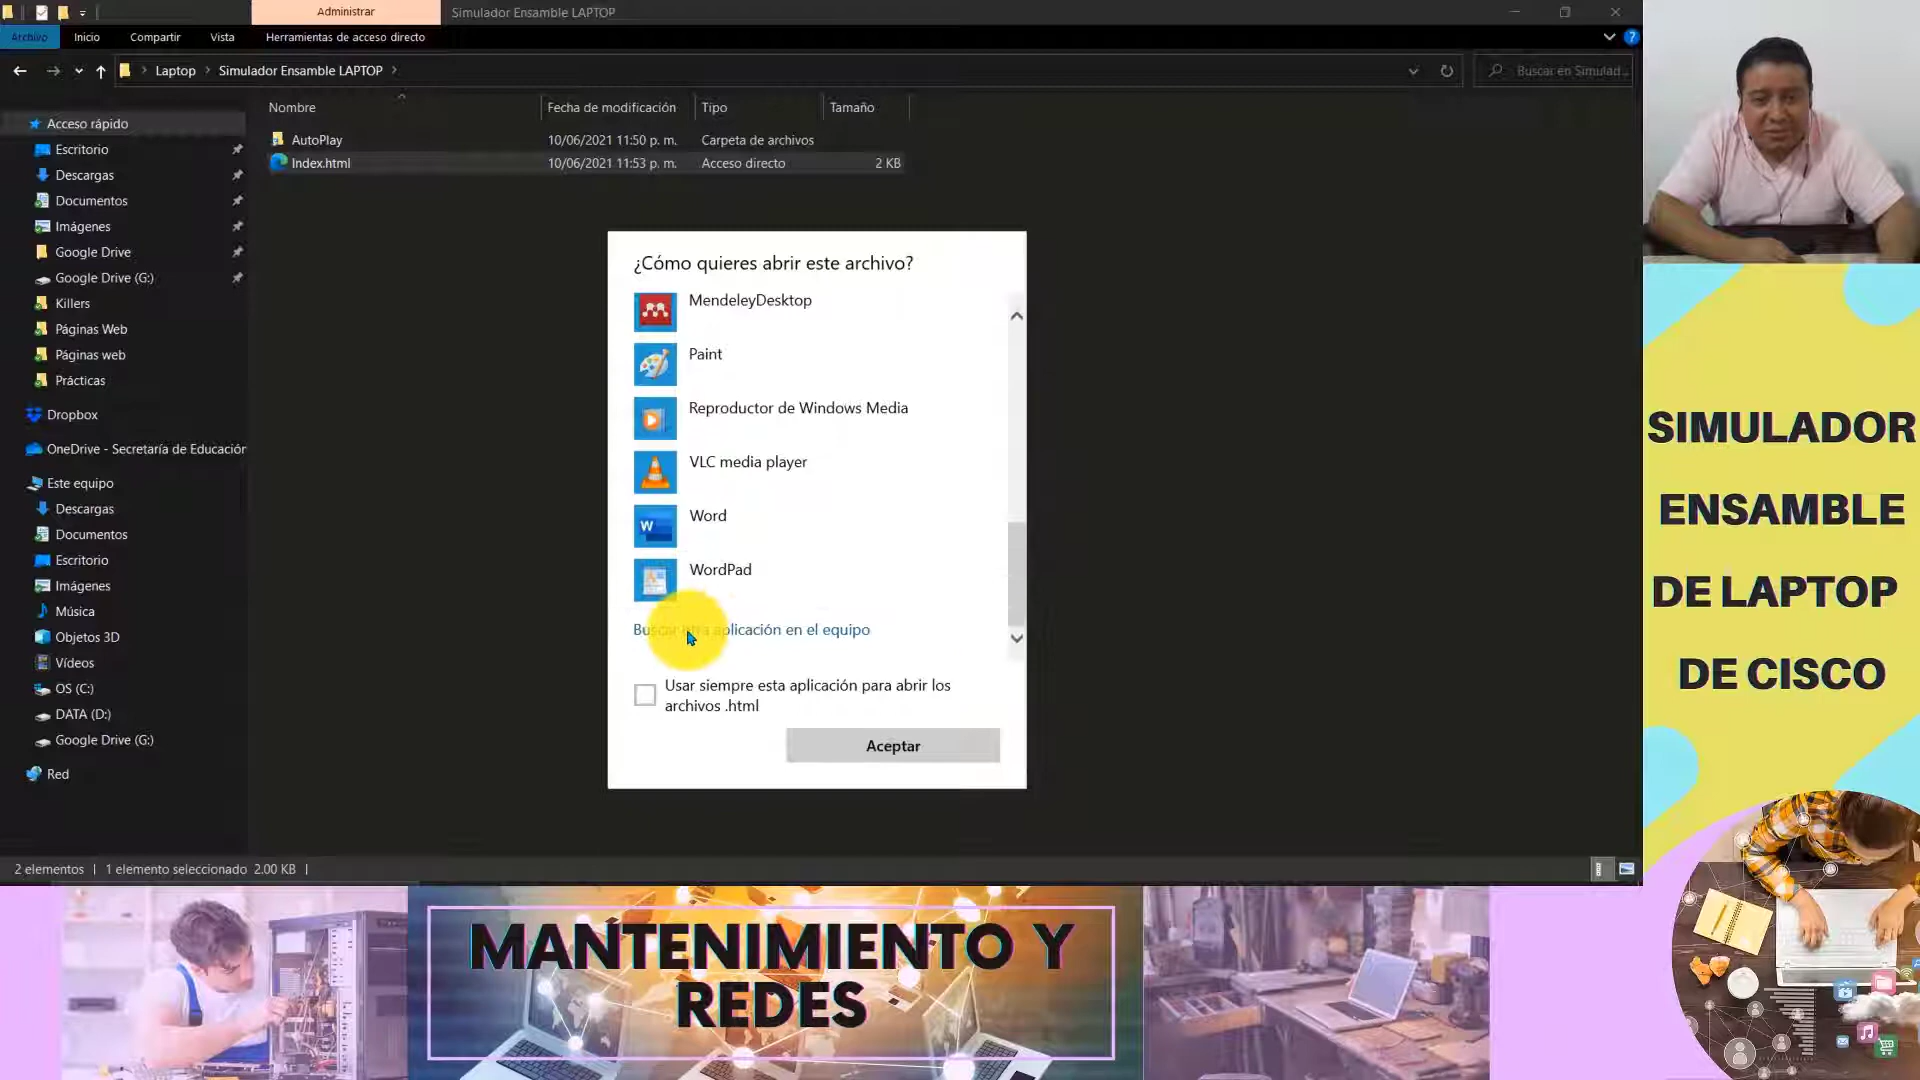 Administrar
Simulador Ensamble LAPTOP
Archivo
Inicio
Compartir
Vista
Herramientas de acceso directo
Laptop
Simulador Ensamble LAPTOP
Buscar en Simulad...
Nombre
Fecha de modificación
Tipo
Tamaño
AutoPlay
10/06/2021 11:50 p. m.
Carpeta de archivos
Index.html
10/06/2021 11:53 p. m.
Acceso directo
2 KB
Acceso rápido
Escritorio
Descargas
Documentos
Imágenes
Google Drive
Google Drive (G:)
Killers
Páginas Web
Páginas web
Prácticas
Dropbox
OneDrive - Secretaría de Educación
Este equipo
Descargas
Documentos
Escritorio
Imágenes
Música
Objetos 3D
Vídeos
OS (C:)
DATA (D:)
Google Drive (G:)
Red
¿Cómo quieres abrir este archivo?
MendeleyDesktop
Paint
Reproductor de Windows Media
VLC media player
Word
WordPad
Buscar otra aplicación en el equipo
Usar siempre esta aplicación para abrir los
archivos .html
Aceptar
2 elementos
1 elemento seleccionado 2.00 KB
SIMULADOR
ENSAMBLE
DE LAPTOP
DE CISCO
MANTENIMIENTO Y
REDES